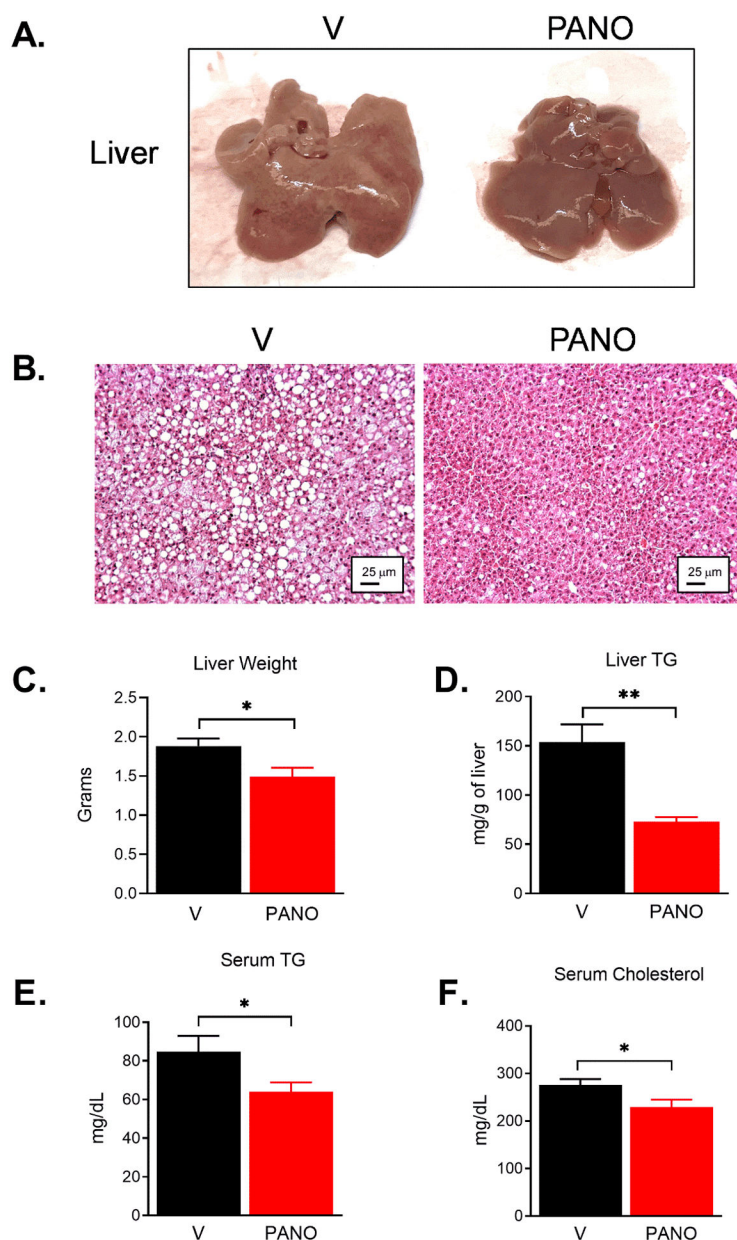 A.
V PANO
Liver
B.
V PANO
25 μm
25 μm
C.
Liver Weight
*
Grams
2.5
2.0
1.5
1.0
0.5
0.0
V PANO
D.
Liver TG
**
mg/g of liver
200
150
100
50
0
V PANO
E.
Serum TG
*
mg/dL
100
80
60
40
20
0
V PANO
F.
Serum Cholesterol
*
mg/dL
400
300
200
100
0
V PANO